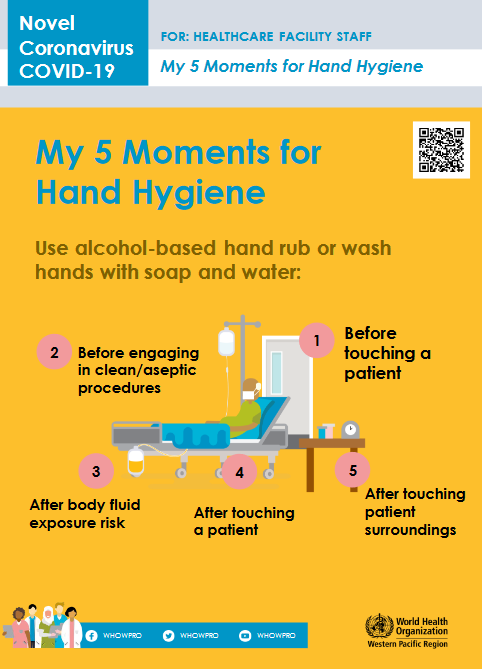 Novel
Coronavirus
COVID-19
FOR: HEALTHCARE FACILITY STAFF
My 5 Moments for Hand Hygiene
My 5 Moments for
Hand Hygiene
Use alcohol-based hand rub or wash
hands with soap and water:
1
Before
touching a
patient
2
Before engaging
in clean/aseptic
procedures
3
After body fluid
exposure risk
4
After touching
a patient
5
After touching
patient
surroundings
WHOWPRO
WHOWPRO
WHOWPRO
World Health
Organization
Western Pacific Region